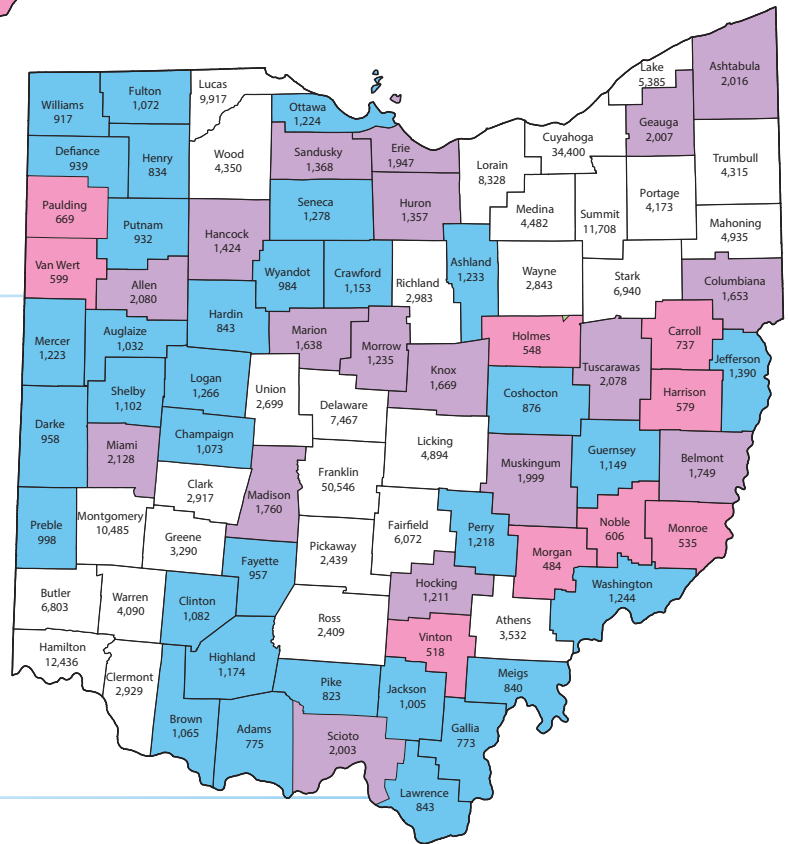 Lake
5,385
Ashtabula
2,016
Lucas
9,917
Fulton
1,072
Williams
917
Ottawa
1,224
Geauga
2,007
Cuyahoga
34,400
Erie
1,947
Sandusky
1,368
Wood
4,350
Henry
834
Defiance
939
Lorain
8,328
Trumbull
4,315
Portage
4,173
Medina
4,482
Summit
11,708
Mahoning
4,935
Huron
1,357
Seneca
1,278
Paulding
669
Putnam
932
Hancock
1,424
Van Wert
599
Allen
2,080
Wyandot
984
Crawford
1,153
Richland
2,983
Ashland
1,233
Wayne
2,843
Stark
6,940
Columbiana
1,653
Mercer
1,223
Auglaize
1,032
Hardin
843
Marion
1,638
Morrow
1,235
Knox
1,669
Holmes
548
Tuscarawas
2,078
Carroll
737
Jefferson
1,390
Harrison
579
Coshocton
876
Shelby
1,102
Logan
1,266
Union
2,699
Delaware
7,467
Darke
958
Miami
2,128
Champaign
1,073
Licking
4,894
Muskingum
1,999
Guernsey
1,149
Belmont
1,749
Clark
2,917
Madison
1,760
Franklin
50,546
Preble
998
Montgomery
10,485
Greene
3,290
Fairfield
6,072
Perry
1,218
Noble
606
Monroe
535
Morgan
484
Pickaway
2,439
Fayette
957
Hocking
1,211
Washington
1,244
Butler
6,803
Warren
4,090
Clinton
1,082
Ross
2,409
Athens
3,532
Vinton
518
Hamilton
12,436
Clermont
2,929
Highland
1,174
Pike
823
Jackson
1,005
Meigs
840
Brown
1,065
Adams
775
Scioto
2,003
Gallia
773
Lawrence
843